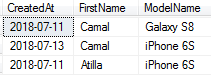 CreatedAt FirstName ModelName
2018-07-11 Camal Galaxy S8
2018-07-13 Camal iPhone 6S
2018-07-11 Atilla iPhone 6S